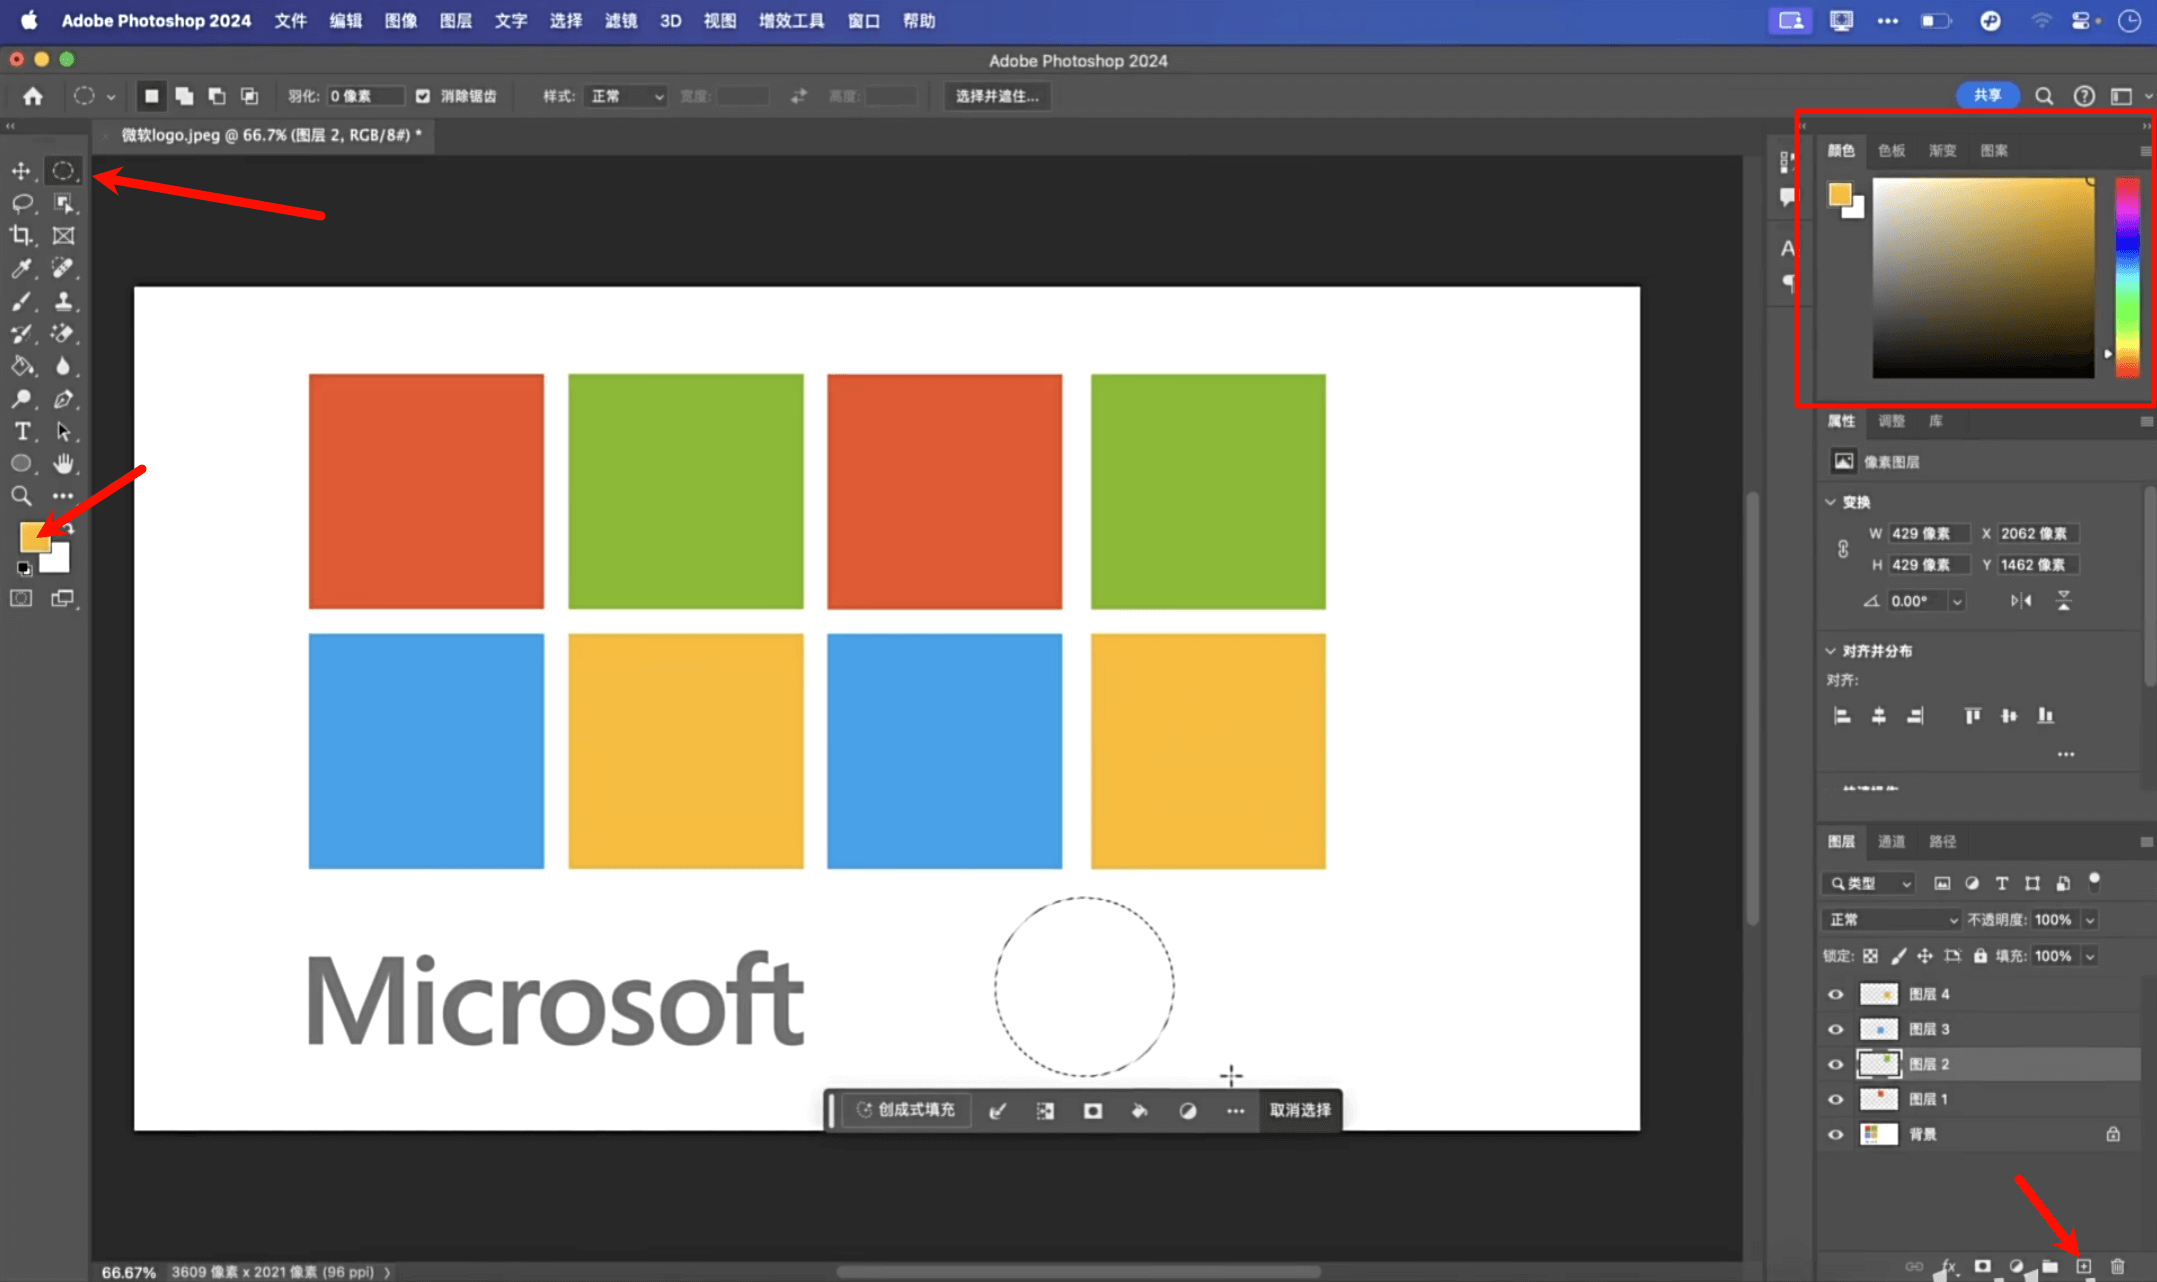 Adobe Photoshop 2024 文件 编辑 图像 图层 文字 选择 滤镜 3D 视图 增效工具 窗口 帮助
Adobe Photoshop 2024
羽化: 0 像素 消除锯齿 样式: 正常 宽度: 高度: 选择并遮住... 共享
微软logo.jpeg @ 66.7% (图层 2, RGB/8#) *
颜色 色板 渐变 图案
属性 调整 库
像素图层
变换
W 429 像素 X 2062 像素
H 429 像素 Y 1462 像素
0.00°
对齐并分布
对齐:
图层 通道 路径
类型
正常 不透明度: 100%
锁定: 填充: 100%
图层 4
图层 3
图层 2
图层 1
背景
Microsoft
创成式填充 取消选择
66.67% 3609 像素 x 2021 像素 (96 ppi)